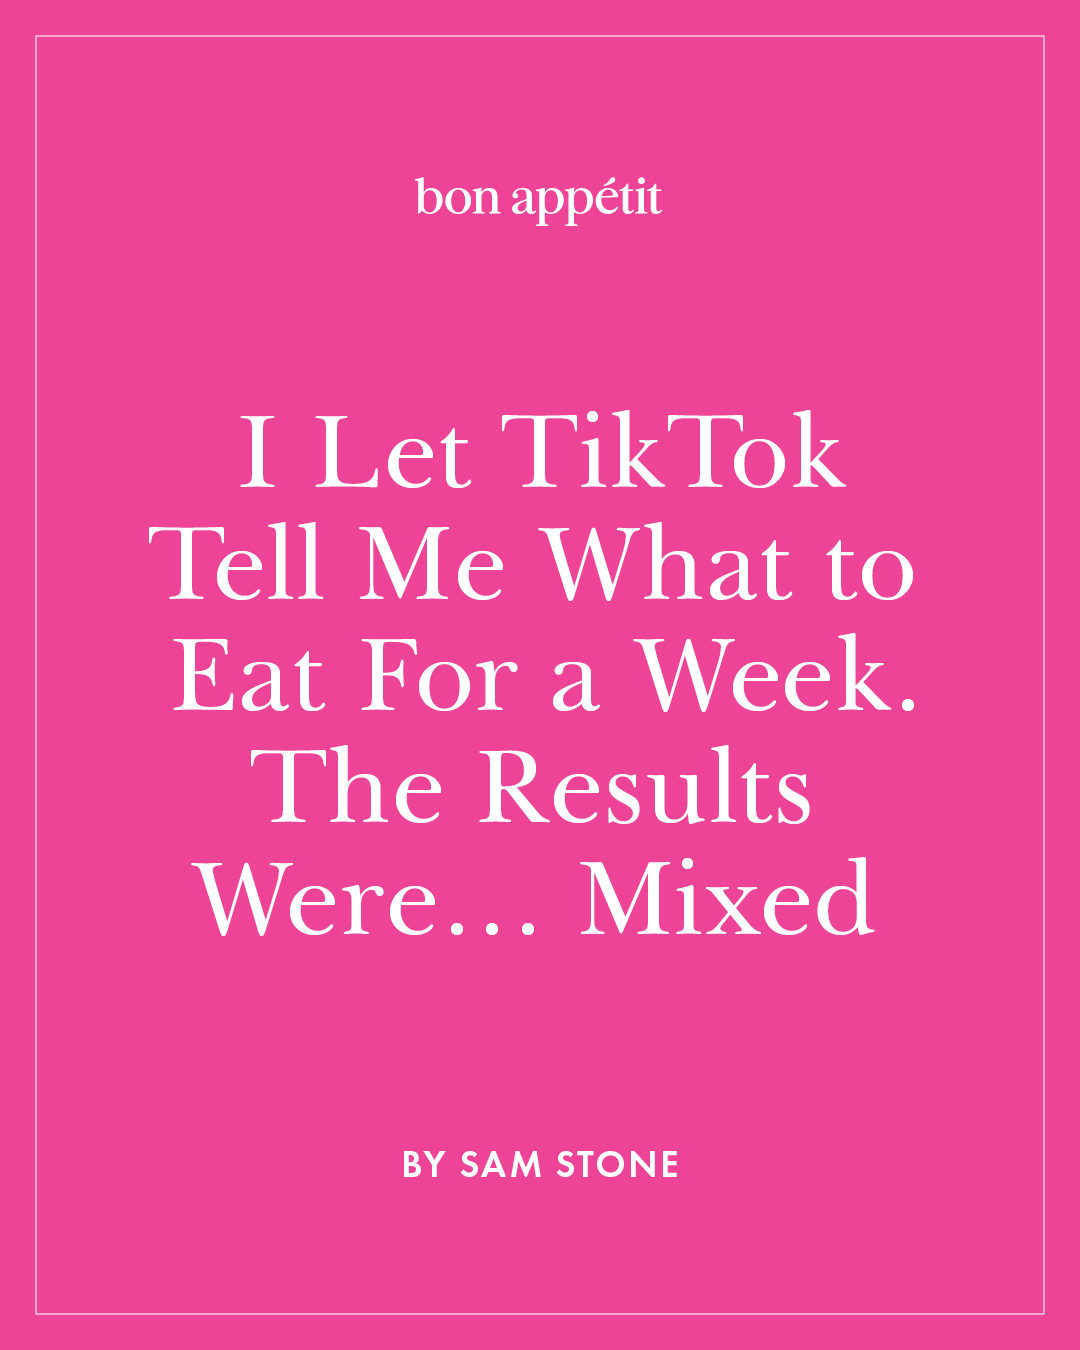 bon appétit
I Let TikTok
Tell Me What to
Eat For a Week.
The Results
Were... Mixed
BY SAM STONE